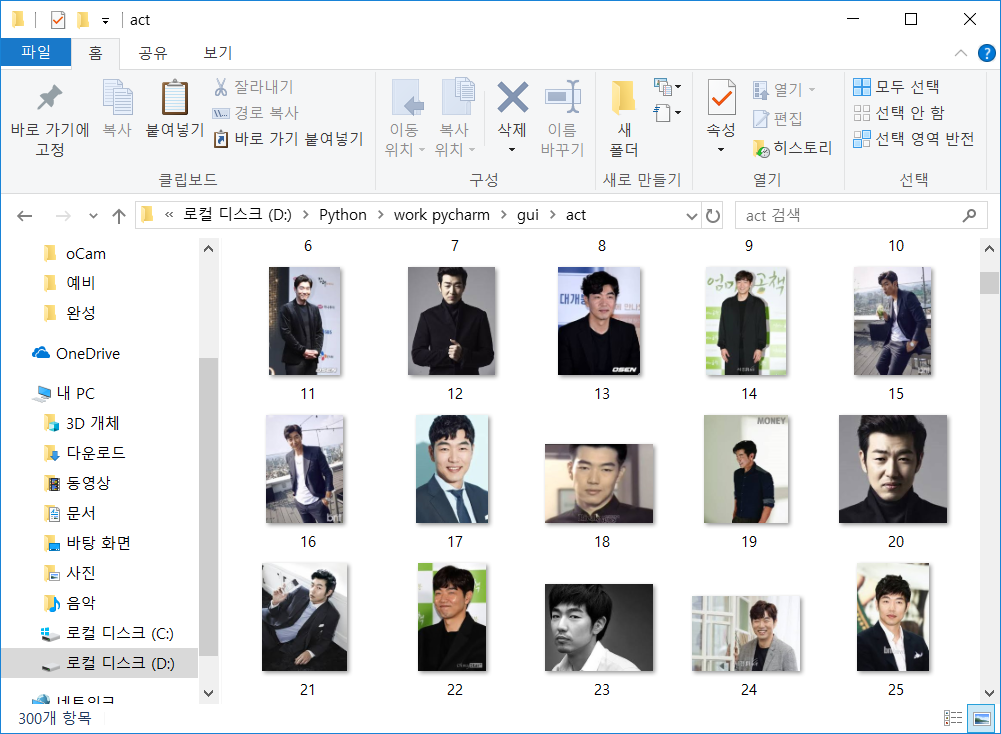 act
파일 홈 공유 보기
바로 가기에 고정
복사
붙여넣기
잘라내기
경로 복사
바로 가기 붙여넣기
클립보드
이동 위치
복사 위치
삭제
이름 바꾸기
구성
새 폴더
새로 만들기
속성
열기
편집
히스토리
열기
모두 선택
선택 안 함
선택 영역 반전
선택
« 로컬 디스크 (D:) > Python > work pycharm > gui > act
act 검색
oCam
예비
완성
OneDrive
내 PC
3D 개체
다운로드
동영상
문서
바탕 화면
사진
음악
로컬 디스크 (C:)
로컬 디스크 (D:)
네트워크
6 7 8 9 10
대개
OSEN
엄마 공책
11 12 13 14 15
bnt
MONEY
16 17 18 19 20
21 22 23 24 25
300개 항목